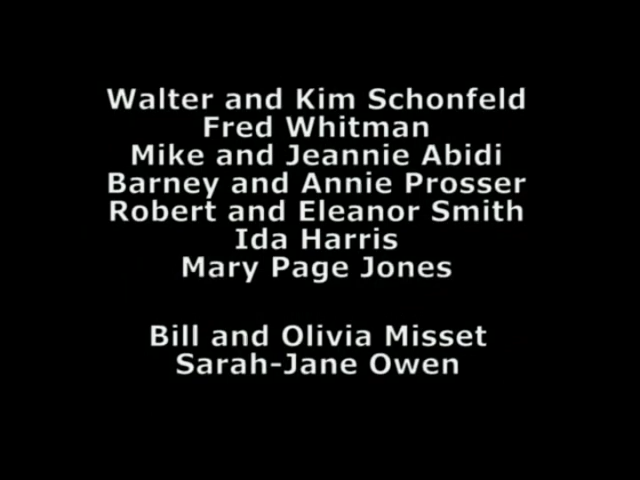 Walter and Kim Schonfeld
Fred Whitman
Mike and Jeannie Abidi
Barney and Annie Prosser
Robert and Eleanor Smith
Ida Harris
Mary Page Jones
Bill and Olivia Misset
Sarah-Jane Owen